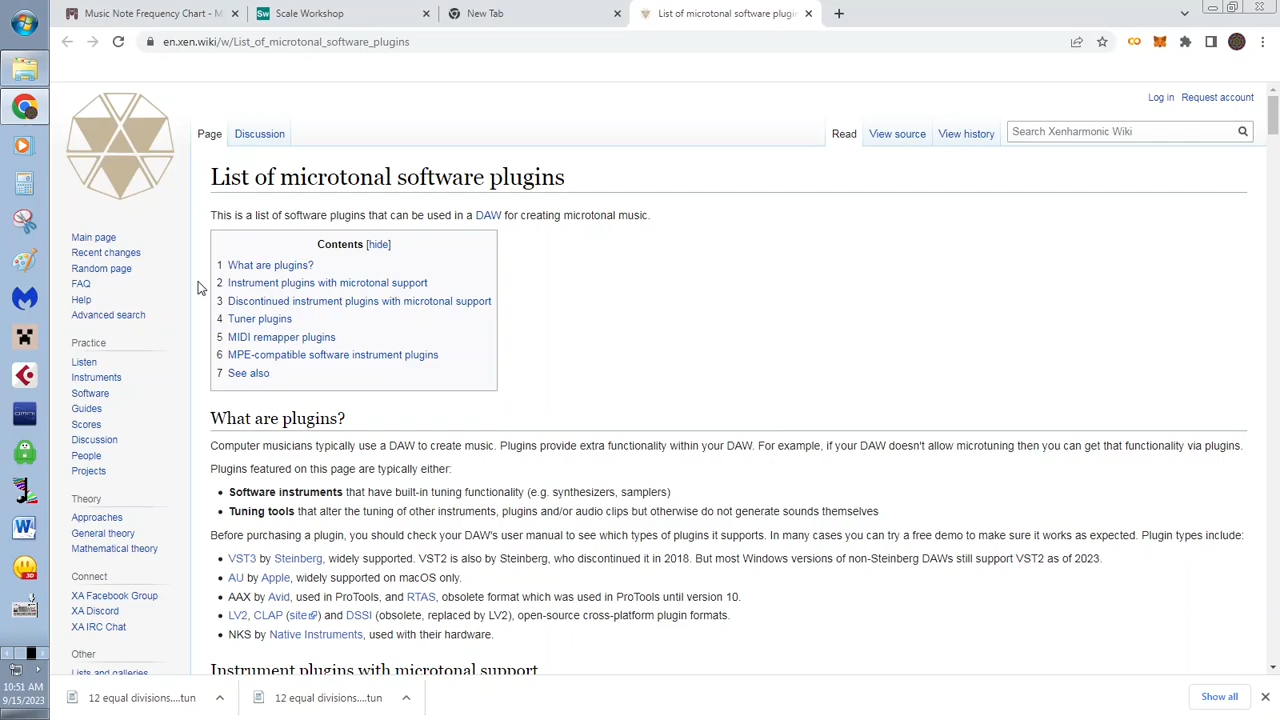 Music Note Frequency Chart - M
Scale Workshop
New Tab
List of microtonal software plugin
en.xen.wiki/w/List_of_microtonal_software_plugins
Log in Request account
Page Discussion Read View source View history Search Xenharmonic Wiki
List of microtonal software plugins
This is a list of software plugins that can be used in a DAW for creating microtonal music.
Contents [hide]
1 What are plugins?
2 Instrument plugins with microtonal support
3 Discontinued instrument plugins with microtonal support
4 Tuner plugins
5 MIDI remapper plugins
6 MPE-compatible software instrument plugins
7 See also
Main page
Recent changes
Random page
FAQ
Help
Advanced search
Practice
Listen
Instruments
Software
Guides
Scores
Discussion
People
Projects
Theory
Approaches
General theory
Mathematical theory
Connect
XA Facebook Group
XA Discord
XA IRC Chat
Other
Lists and galleries
What are plugins?
Computer musicians typically use a DAW to create music. Plugins provide extra functionality within your DAW. For example, if your DAW doesn't allow microtuning then you can get that functionality via plugins.
Plugins featured on this page are typically either:
• Software instruments that have built-in tuning functionality (e.g. synthesizers, samplers)
• Tuning tools that alter the tuning of other instruments, plugins and/or audio clips but otherwise do not generate sounds themselves
Before purchasing a plugin, you should check your DAW's user manual to see which types of plugins it supports. In many cases you can try a free demo to make sure it works as expected. Plugin types include:
• VST3 by Steinberg, widely supported. VST2 is also by Steinberg, who discontinued it in 2018. But most Windows versions of non-Steinberg DAWs still support VST2 as of 2023.
• AU by Apple, widely supported on macOS only.
• AAX by Avid, used in ProTools, and RTAS, obsolete format which was used in ProTools until version 10.
• LV2, CLAP (site) and DSSI (obsolete, replaced by LV2), open-source cross-platform plugin formats.
• NKS by Native Instruments, used with their hardware.
Instrument plugins with microtonal support
12 equal divisions....tun
12 equal divisions....tun
Show all
10:51 AM
9/15/2023